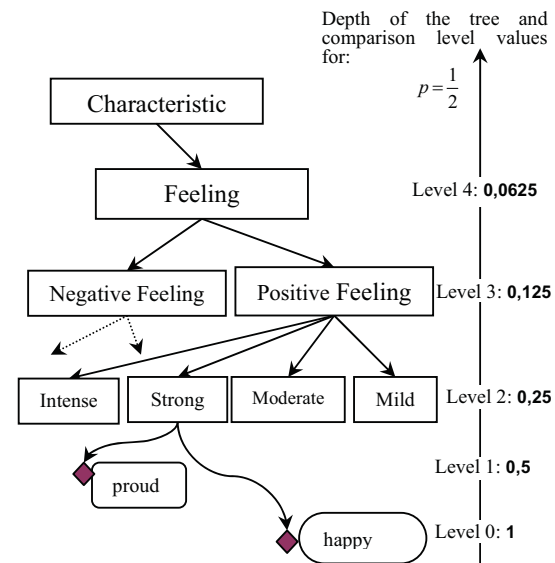 Depth of the tree and
comparison level values
for:
p = 1/2
Characteristic
Feeling
Level 4: 0,0625
Negative Feeling
Positive Feeling
Level 3: 0,125
Intense
Strong
Moderate
Mild
Level 2: 0,25
Level 1: 0,5
proud
happy
Level 0: 1